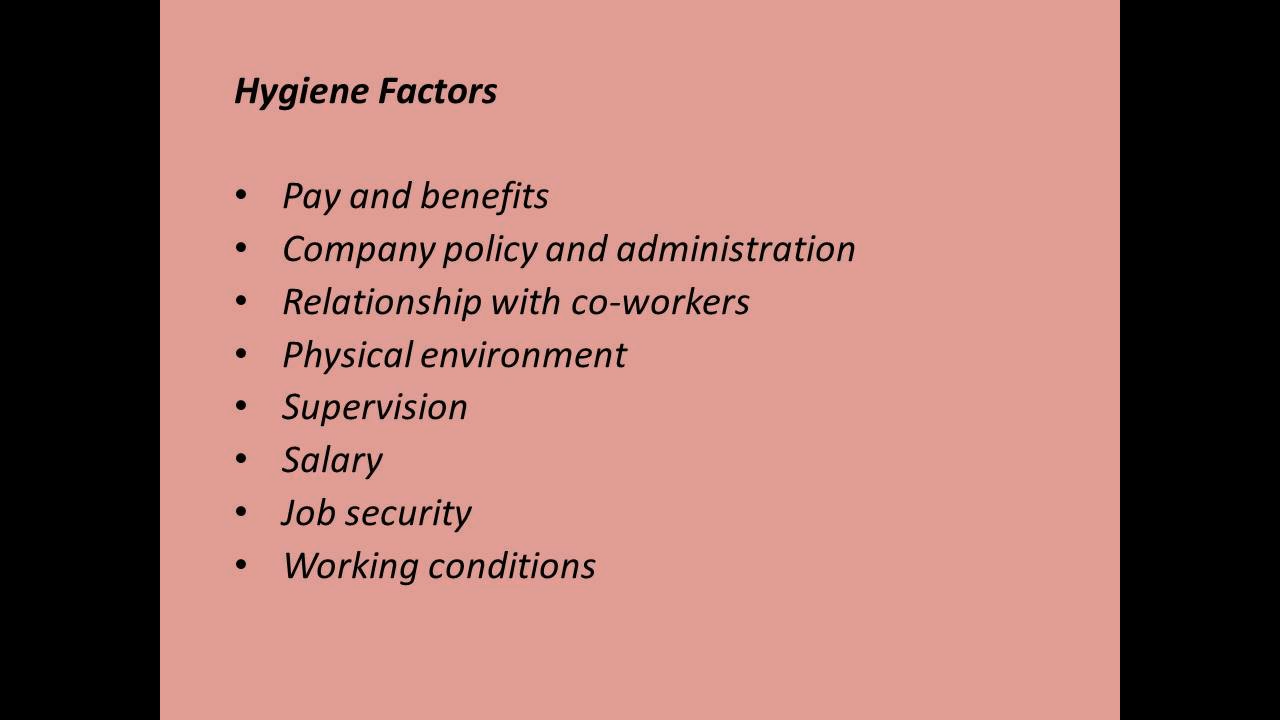 Hygiene Factors
• Pay and benefits
• Company policy and administration
• Relationship with co-workers
• Physical environment
• Supervision
• Salary
• Job security
• Working conditions